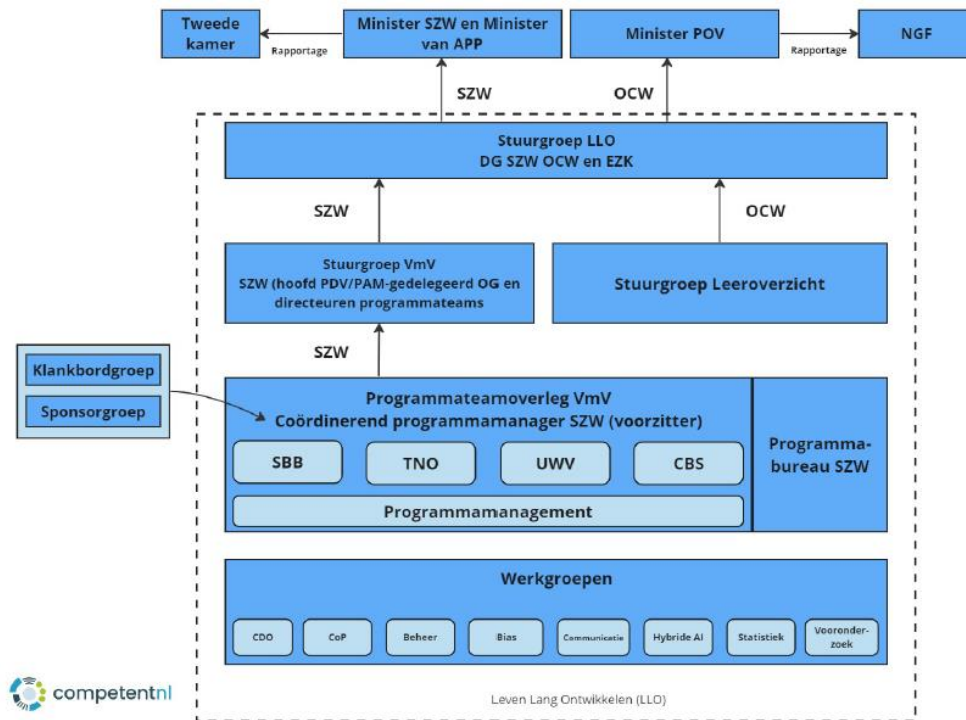 Tweede
kamer
Rapportage
Minister SZW en Minister
van APP
Minister POV
Rapportage
NGF
SZW
OCW
Stuurgroep LLO
DG SZW OCW en EZK
SZW
OCW
Stuurgroep VmV
SZW (hoofd PDV/PAM-gedelegeerd OG en
directeuren programmateams
Stuurgroep Leeroverzicht
SZW
Klankbordgroep
Sponsorgroep
Programmateamoverleg VmV
Coördinerend programmamanager SZW (voorzitter)
SBB
TNO
UWV
CBS
Programmamanagement
Programma-
bureau SZW
Werkgroepen
CDO
CoP
Beheer
Bias
Communicatie
Hybride AI
Statistiek
Vooronder-
zoek
competentnl
Leven Lang Ontwikkelen (LLO)